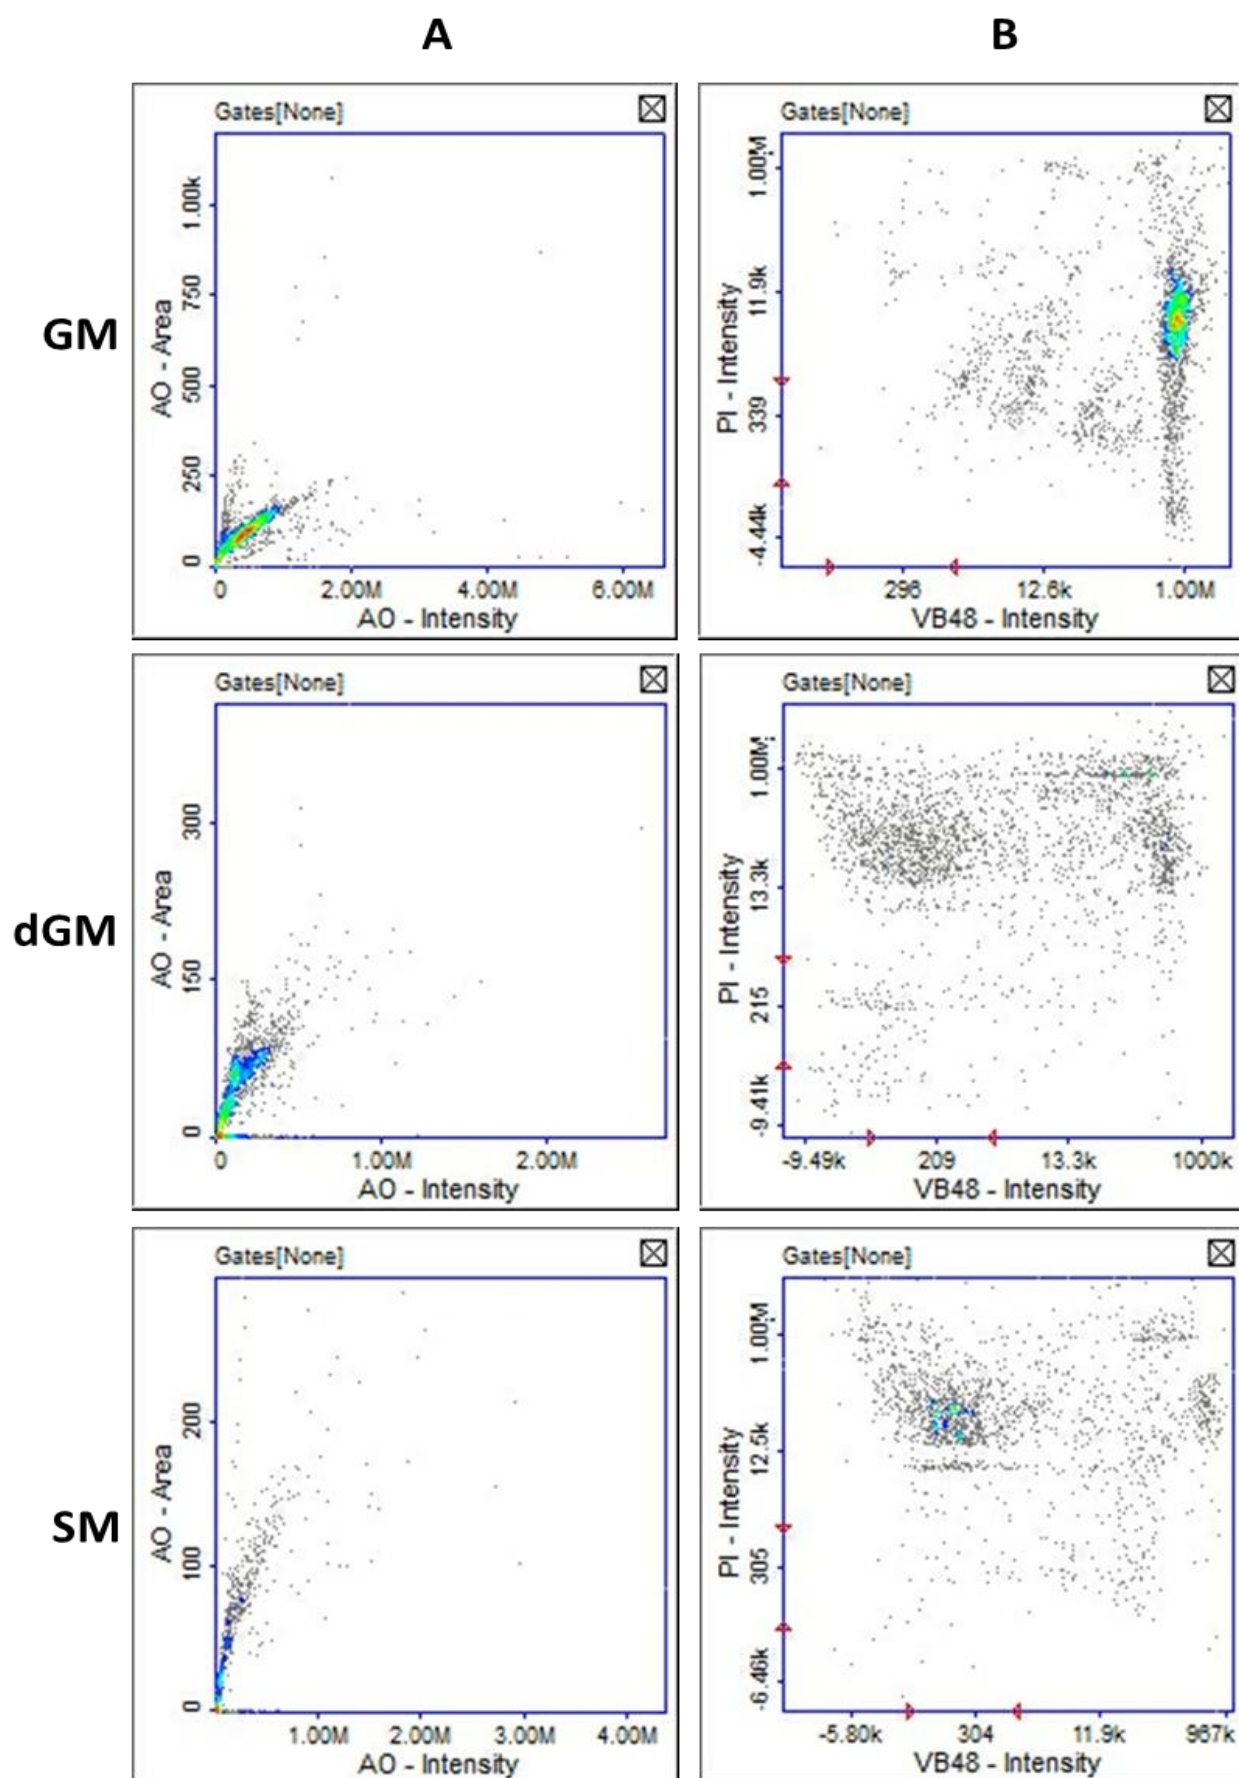 A
B
GM
Gates[None]
AO - Area
1.00k
750
500
250
0
0
2.00M
4.00M
6.00M
AO - Intensity
Gates[None]
PI - Intensity
1.00M
11.9k
339
-4.44k
296
12.6k
1.00M
VB48 - Intensity
dGM
Gates[None]
AO - Area
300
150
0
0
1.00M
2.00M
AO - Intensity
Gates[None]
PI - Intensity
1.00M
13.3k
215
-9.41k
-9.49k
209
13.3k
1000k
VB48 - Intensity
SM
Gates[None]
AO - Area
200
100
0
1.00M
2.00M
3.00M
4.00M
AO - Intensity
Gates[None]
PI - Intensity
1.00M
12.5k
305
-6.46k
-5.80k
304
11.9k
967k
VB48 - Intensity